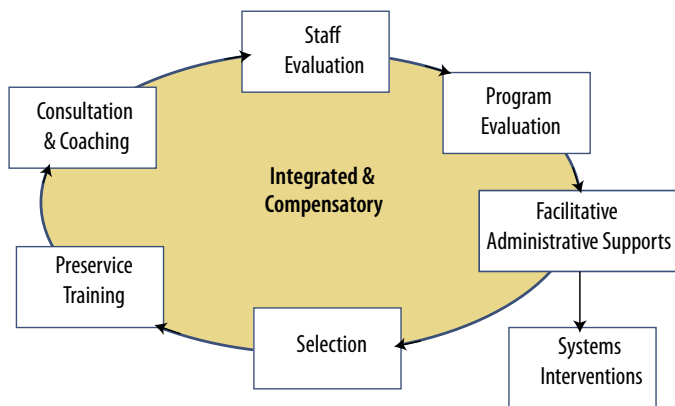 Staff
Evaluation
Program
Evaluation
Consultation
& Coaching
Integrated &
Compensatory
Facilitative
Administrative Supports
Preservice
Training
Selection
Systems
Interventions